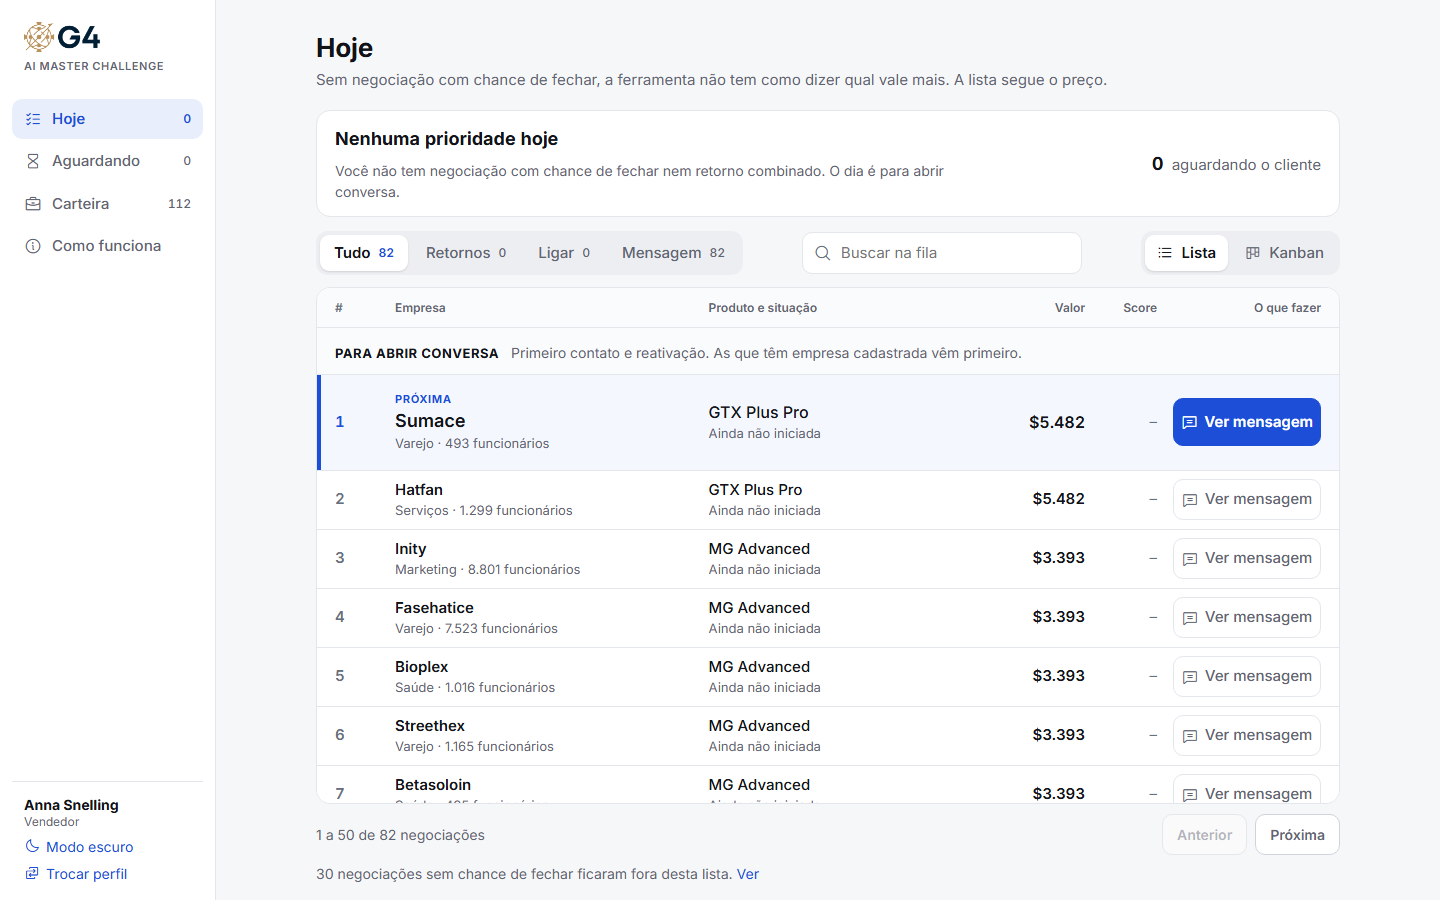 G4
AI MASTER CHALLENGE
Hoje 0
Aguardando 0
Carteira 112
Como funciona
Anna Snelling
Vendedor
Modo escuro
Trocar perfil
Hoje
Sem negociação com chance de fechar, a ferramenta não tem como dizer qual vale mais. A lista segue o preço.
Nenhuma prioridade hoje
Você não tem negociação com chance de fechar nem retorno combinado. O dia é para abrir
conversa.
0 aguardando o cliente
Tudo 82 Retornos 0 Ligar 0 Mensagem 82
Buscar na fila
Lista Kanban
# Empresa Produto e situação Valor Score O que fazer
PARA ABRIR CONVERSA Primeiro contato e reativação. As que têm empresa cadastrada vêm primeiro.
PRÓXIMA
1 Sumace GTX Plus Pro $5.482 – Ver mensagem
Varejo · 493 funcionários Ainda não iniciada
2 Hatfan GTX Plus Pro $5.482 – Ver mensagem
Serviços · 1.299 funcionários Ainda não iniciada
3 Inity MG Advanced $3.393 – Ver mensagem
Marketing · 8.801 funcionários Ainda não iniciada
4 Fasehatice MG Advanced $3.393 – Ver mensagem
Varejo · 7.523 funcionários Ainda não iniciada
5 Bioplex MG Advanced $3.393 – Ver mensagem
Saúde · 1.016 funcionários Ainda não iniciada
6 Streethex MG Advanced $3.393 – Ver mensagem
Varejo · 1.165 funcionários Ainda não iniciada
7 Betasoloin MG Advanced $3.393 – Ver mensagem
1 a 50 de 82 negociações
Anterior Próxima
30 negociações sem chance de fechar ficaram fora desta lista. Ver